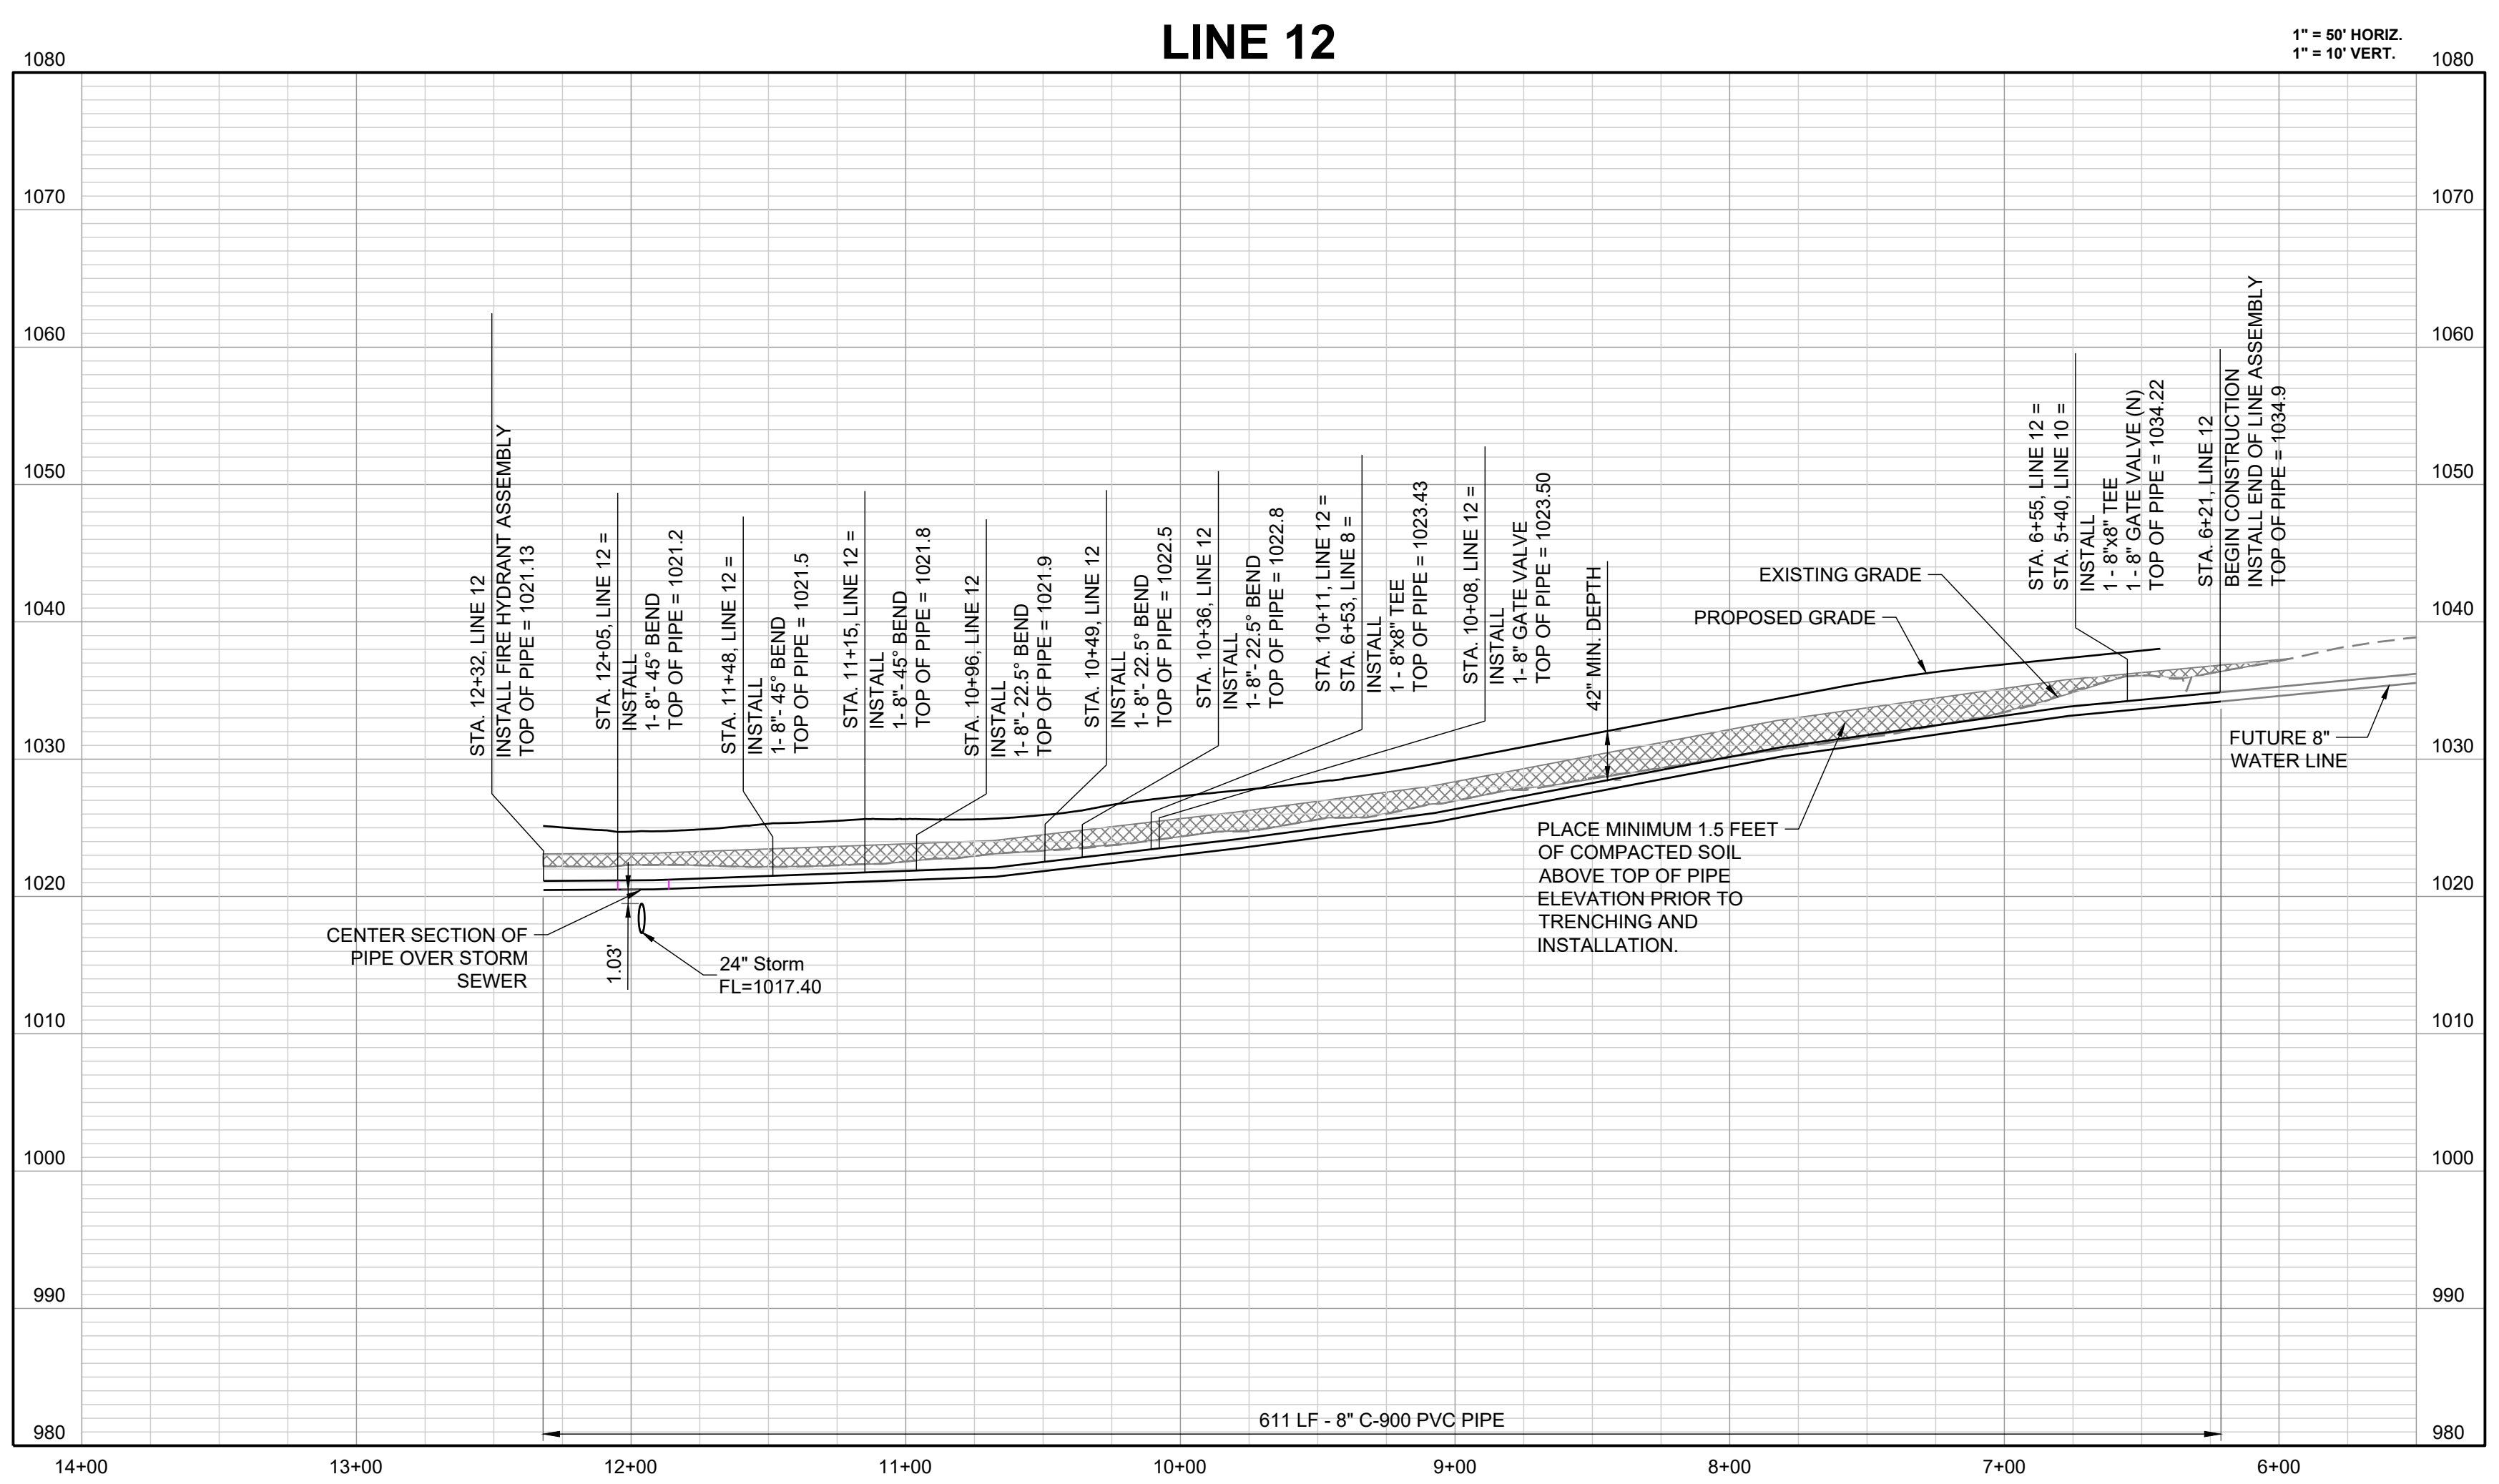 LINE 12
1" = 50' HORIZ.
1" = 10' VERT.
1080
1080
1070
1070
1060
1060
1050
1050
1040
1040
1030
1030
1020
1020
1010
1010
1000
1000
990
990
980
980
STA. 12+32, LINE 12
INSTALL FIRE HYDRANT ASSEMBLY
TOP OF PIPE = 1021.13
STA. 12+05, LINE 12 =
INSTALL
1- 8"- 45° BEND
TOP OF PIPE = 1021.2
STA. 11+48, LINE 12 =
INSTALL
1- 8"- 45° BEND
TOP OF PIPE = 1021.5
STA. 11+15, LINE 12 =
INSTALL
1- 8"- 45° BEND
TOP OF PIPE = 1021.8
STA. 10+96, LINE 12
INSTALL
1- 8"- 22.5° BEND
TOP OF PIPE = 1021.9
STA. 10+49, LINE 12
INSTALL
1- 8"- 22.5° BEND
TOP OF PIPE = 1022.5
STA. 10+36, LINE 12
INSTALL
1- 8"- 22.5° BEND
TOP OF PIPE = 1022.8
STA. 10+11, LINE 12 =
STA. 6+53, LINE 8 =
INSTALL
1 - 8"x8" TEE
TOP OF PIPE = 1023.43
STA. 10+08, LINE 12 =
INSTALL
1- 8" GATE VALVE
TOP OF PIPE = 1023.50
42" MIN. DEPTH
EXISTING GRADE
PROPOSED GRADE
STA. 6+55, LINE 12 =
STA. 5+40, LINE 10 =
INSTALL
1 - 8"x8" TEE
1 - 8" GATE VALVE (N)
TOP OF PIPE = 1034.22
STA. 6+21, LINE 12
BEGIN CONSTRUCTION
INSTALL END OF LINE ASSEMBLY
TOP OF PIPE = 1034.9
FUTURE 8"
WATER LINE
PLACE MINIMUM 1.5 FEET
OF COMPACTED SOIL
ABOVE TOP OF PIPE
ELEVATION PRIOR TO
TRENCHING AND
INSTALLATION.
CENTER SECTION OF
PIPE OVER STORM
SEWER
1.03'
24" Storm
FL=1017.40
611 LF - 8" C-900 PVC PIPE
14+00
13+00
12+00
11+00
10+00
9+00
8+00
7+00
6+00